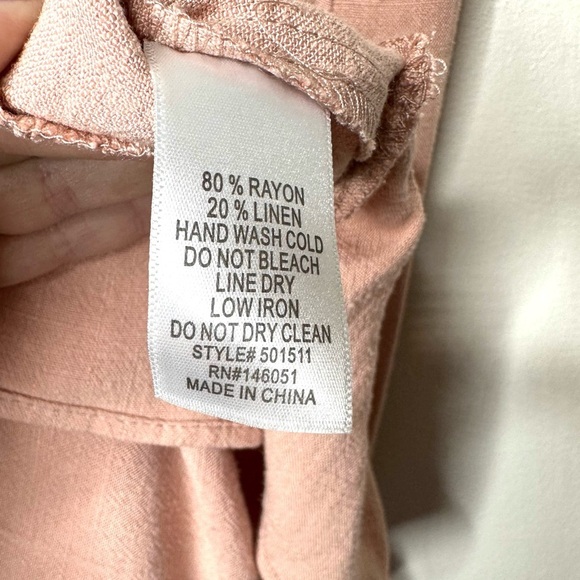 80 % RAYON
20 % LINEN
HAND WASH COLD
DO NOT BLEACH
LINE DRY
LOW IRON
DO NOT DRY CLEAN
STYLE# 501511
RN#146051
MADE IN CHINA